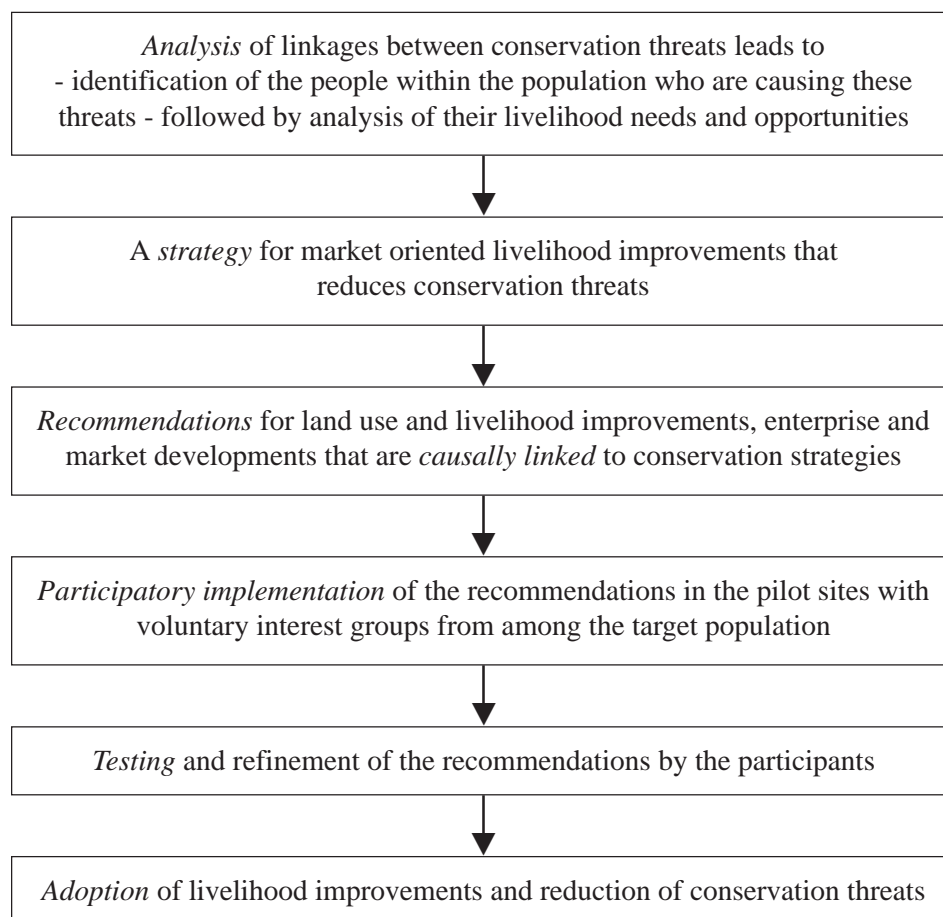 Analysis of linkages between conservation threats leads to
- identification of the people within the population who are causing these
threats - followed by analysis of their livelihood needs and opportunities
A strategy for market oriented livelihood improvements that
reduces conservation threats
Recommendations for land use and livelihood improvements, enterprise and
market developments that are causally linked to conservation strategies
Participatory implementation of the recommendations in the pilot sites with
voluntary interest groups from among the target population
Testing and refinement of the recommendations by the participants
Adoption of livelihood improvements and reduction of conservation threats